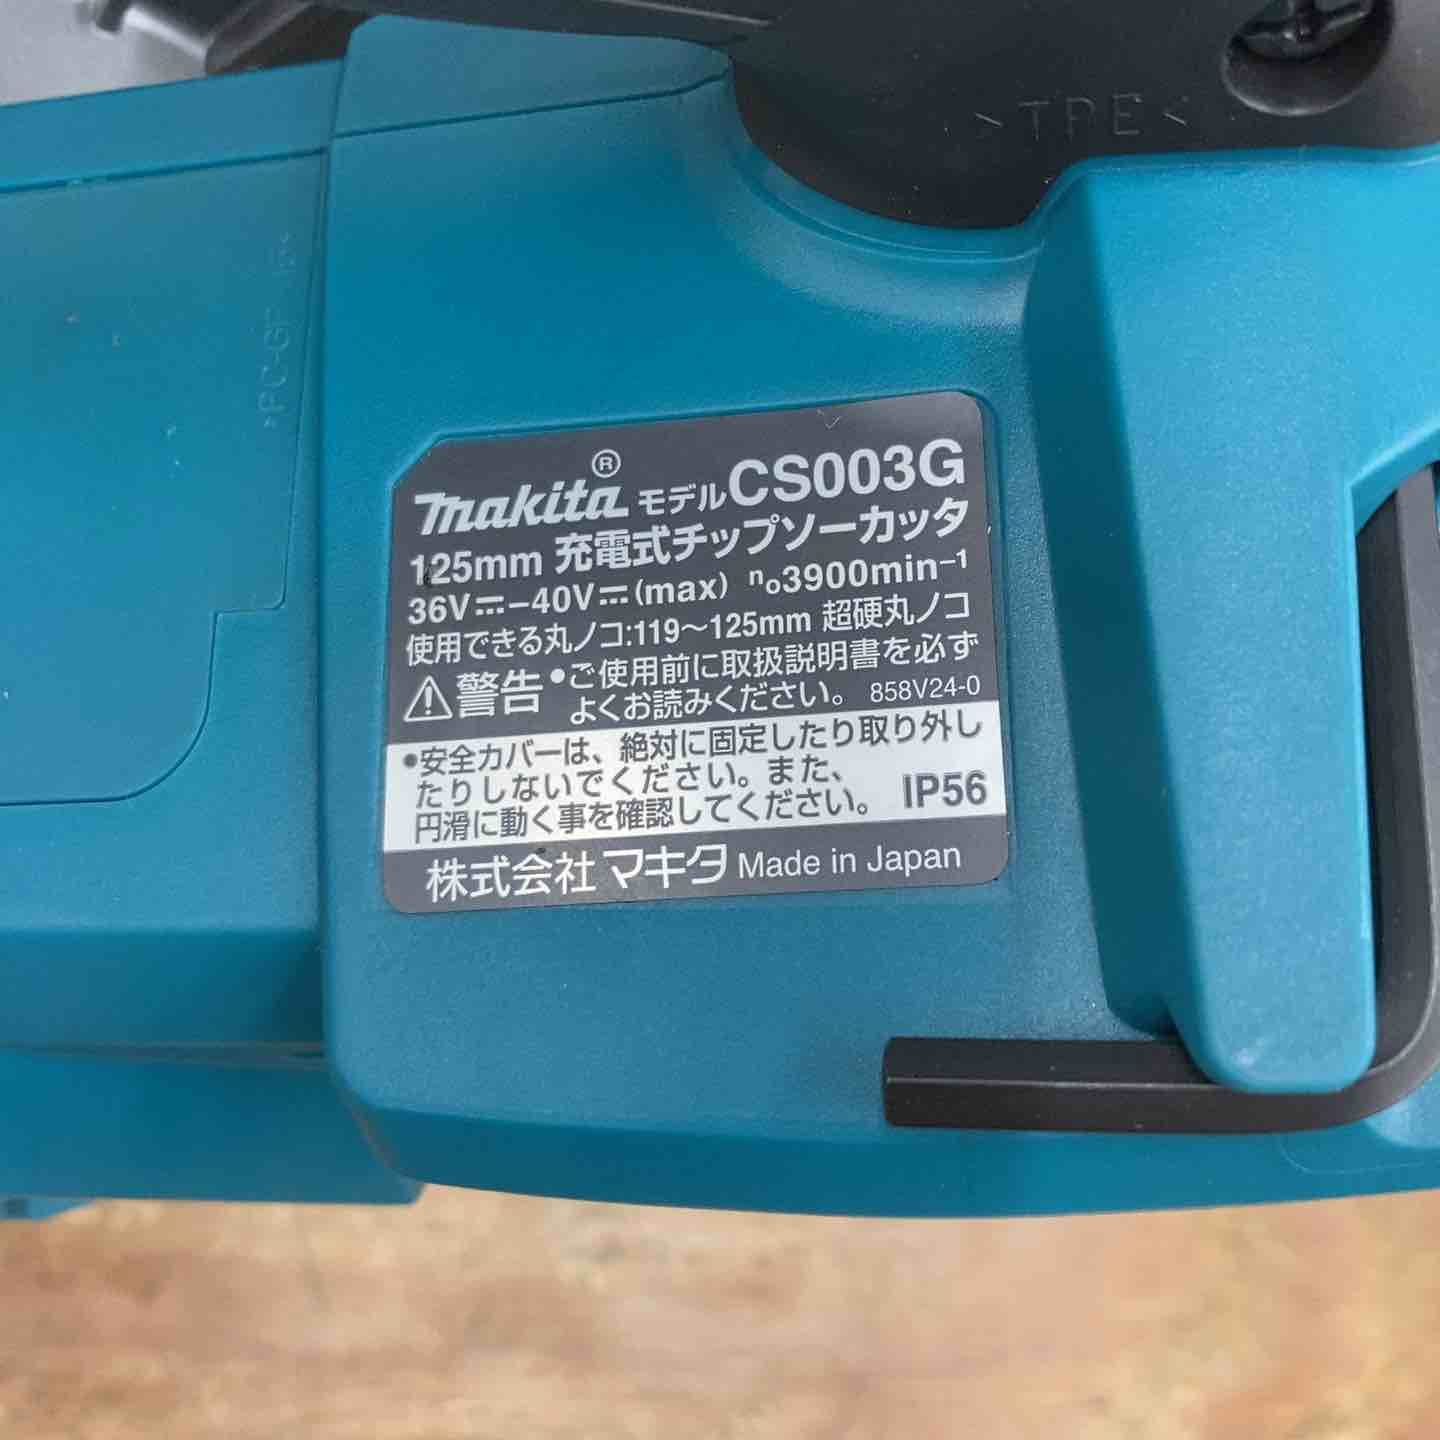 >TPE<
>PC-GF
makita® モデル CS003G
125mm 充電式チップソーカッタ
36V⎓-40V⎓(max) n₀3900min⁻¹
使用できる丸ノコ:119～125mm 超硬丸ノコ
⚠警告 •ご使用前に取扱説明書を必ず
よくお読みください。 858V24-0
•安全カバーは、絶対に固定したり取り外し
たりしないでください。また、
円滑に動く事を確認してください。 IP56
株式会社 マキタ Made in Japan